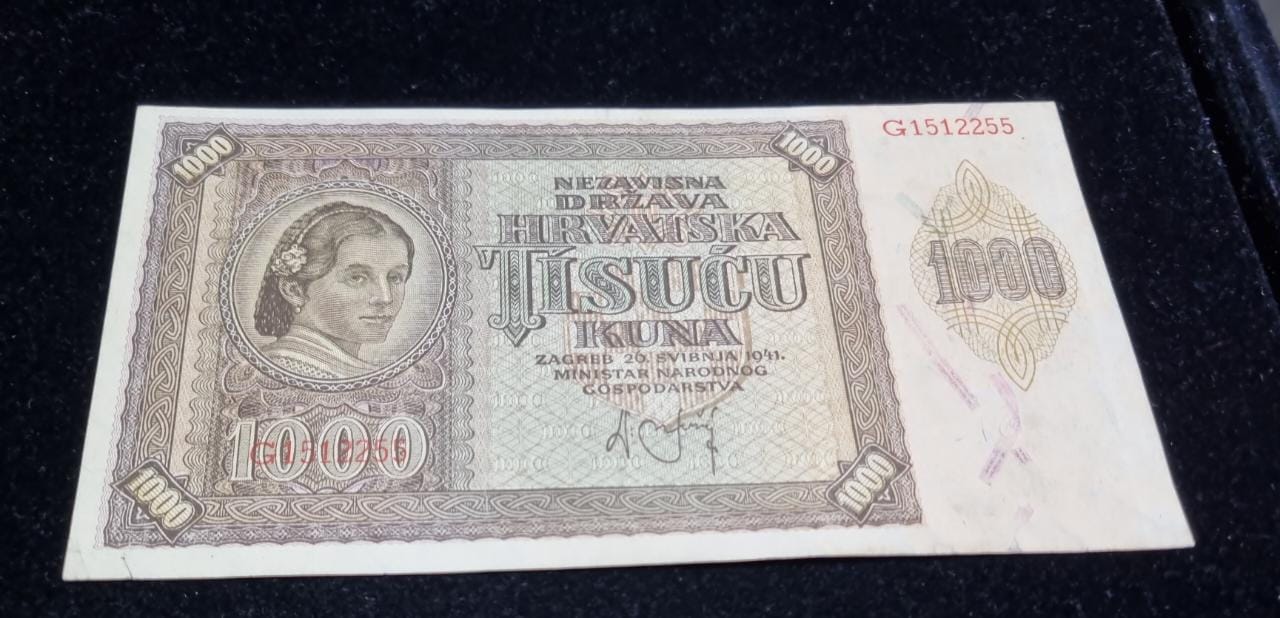 1000
1000
G1512255
NEZAVISNA
DRŽAVA
HRVATSKA
TISUĆU
KUNA
ZAGREB 26. SVIBNJA 1941.
MINISTAR NARODNOG
GOSPODARSTVA
1000
1000
G1512255
1000
1000